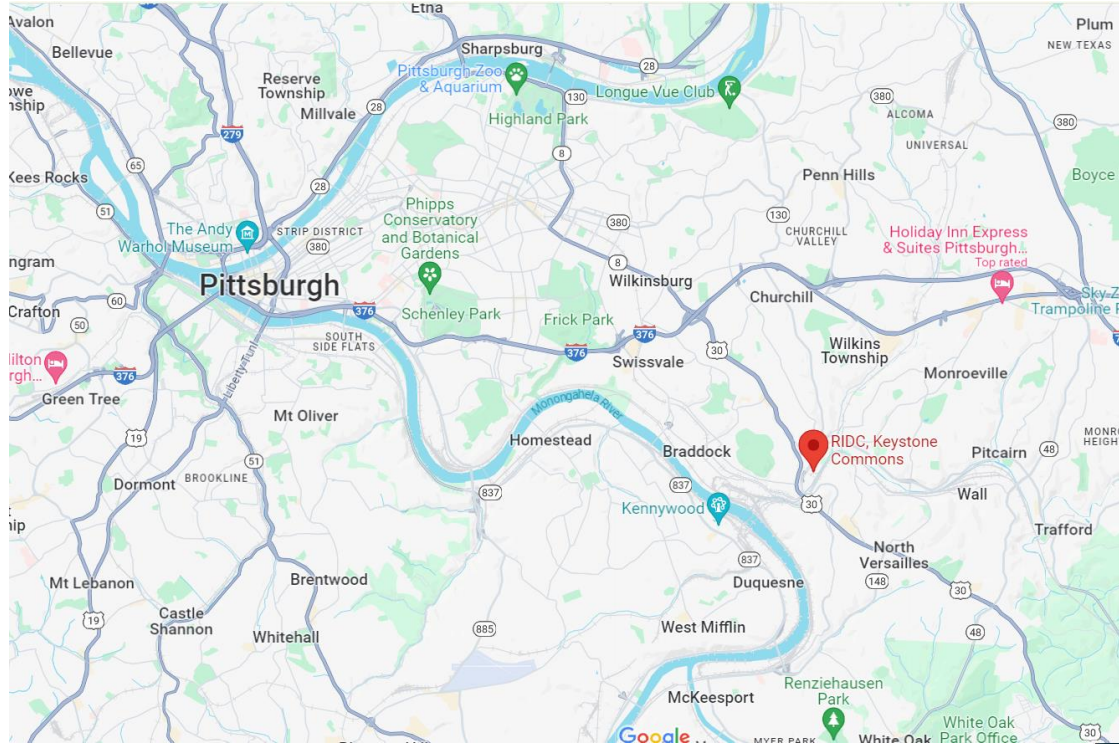 Etna
Avalon
Plum
NEW TEXAS
Bellevue
Sharpsburg
28
Pittsburgh Zoo
& Aquarium
Reserve
Township
Longue Vue Club
130
380
Millvale
28
Highland Park
ALCOMA
380
279
UNIVERSAL
65
8
Kees Rocks
28
Penn Hills
Boyce
51
Phipps
Conservatory
and Botanical
Gardens
130
The Andy
Warhol Museum
STRIP DISTRICT
380
380
CHURCHILL
VALLEY
Holiday Inn Express
& Suites Pittsburgh...
Top rated
8
Wilkinsburg
Pittsburgh
Churchill
60
Crafton
376
Schenley Park
Frick Park
50
SOUTH
SIDE FLATS
376
376
30
Wilkins
Township
Swissvale
376
Liberty Tunl
Green Tree
Monroeville
Mt Oliver
Monongahela River
19
Homestead
Braddock
RIDC, Keystone
Commons
51
Pitcairn
48
BROOKLINE
Dormont
837
837
Wall
30
Kennywood
Trafford
837
North
Versailles
148
Mt Lebanon
Brentwood
Duquesne
30
19
Castle
Shannon
Whitehall
885
West Mifflin
48
McKeesport
Renziehausen
Park
Google
MYER PARK
White Oak
White Oak
Park Office
30